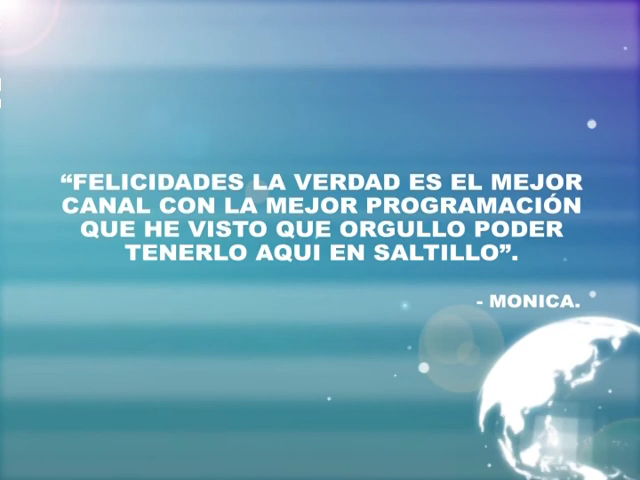 “FELICIDADES LA VERDAD ES EL MEJOR
CANAL CON LA MEJOR PROGRAMACIÓN
QUE HE VISTO QUE ORGULLO PODER
TENERLO AQUÍ EN SALTILLO”.
- MONICA.